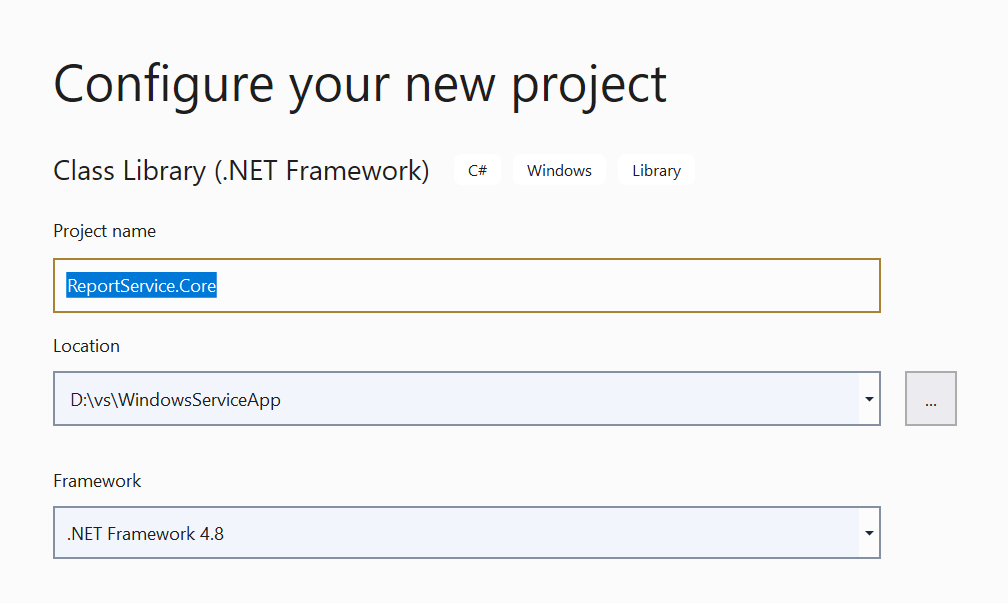 Configure your new project
Class Library (.NET Framework) C# Windows Library
Project name
ReportService.Core
Location
D:\vs\WindowsServiceApp ...
Framework
.NET Framework 4.8